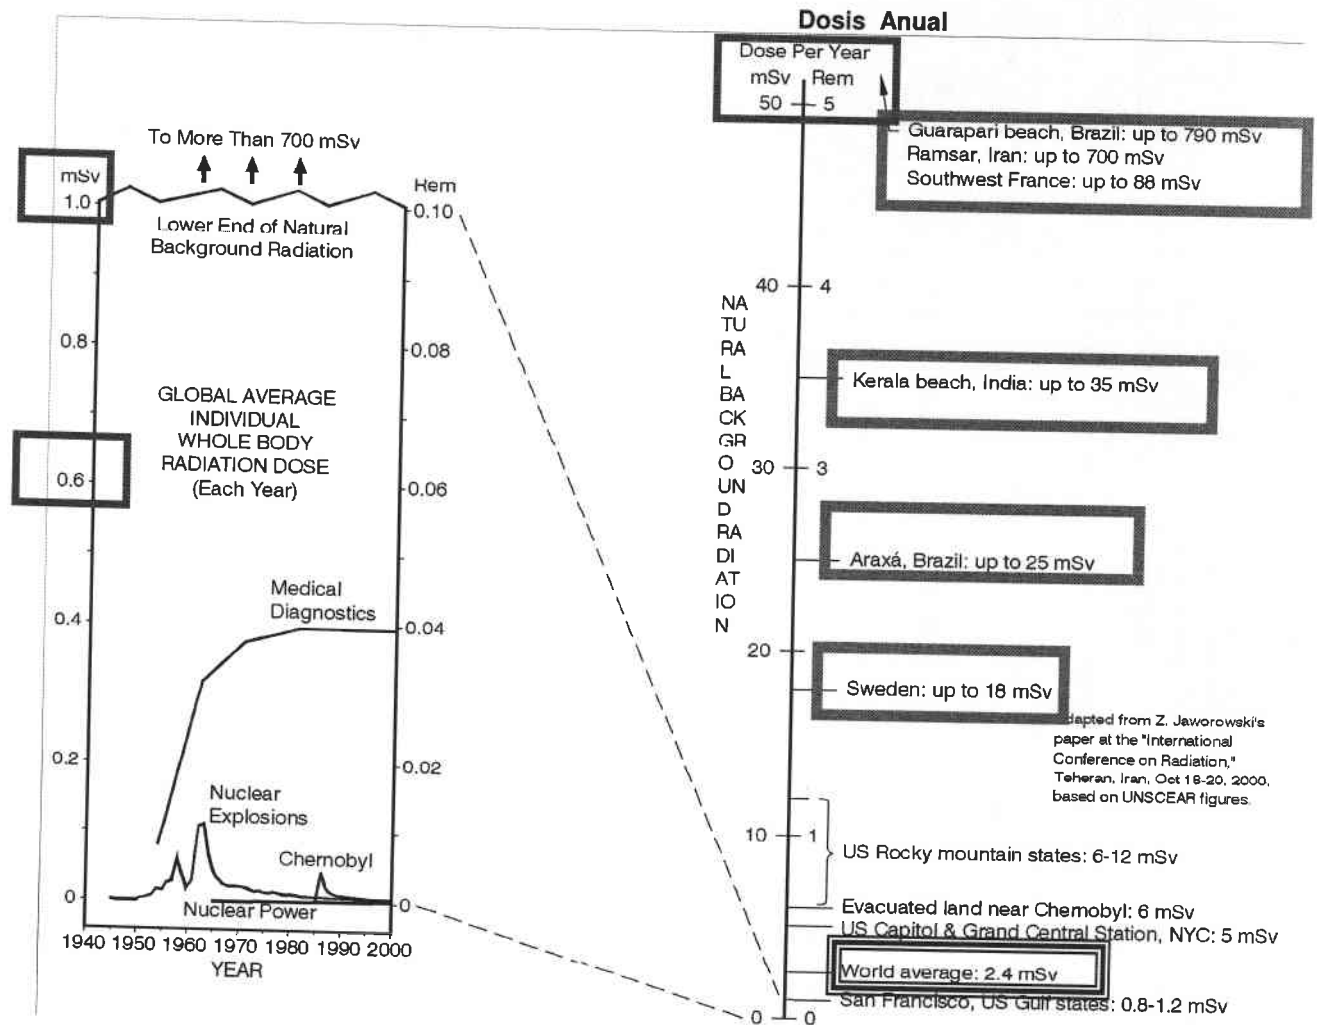 Dosis Anual
Dose Per Year
mSv Rem
50 5
Guarapari beach, Brazil: up to 790 mSv
Ramsar, Iran: up to 700 mSv
Southwest France: up to 88 mSv
To More Than 700 mSv
mSv
1.0
Rem
0.10
Lower End of Natural
Background Radiation
0.8
0.08
GLOBAL AVERAGE
INDIVIDUAL
WHOLE BODY
RADIATION DOSE
(Each Year)
0.6
0.06
Medical
Diagnostics
0.4
0.04
0.2
0.02
Nuclear
Explosions
Chernobyl
0
0
Nuclear Power
1940 1950 1960 1970 1980 1990 2000
YEAR
40 4
NA
TU
RA
L
BA
CK
GR
O
UN
D
RA
DI
AT
IO
N
Kerala beach, India: up to 35 mSv
30 3
Araxá, Brazil: up to 25 mSv
20 2
Sweden: up to 18 mSv
dapted from Z. Jaworowski's
paper at the "International
Conference on Radiation,"
Teheran, Iran, Oct 18-20, 2000,
based on UNSCEAR figures.
10 1
US Rocky mountain states: 6-12 mSv
Evacuated land near Chernobyl: 6 mSv
US Capitol & Grand Central Station, NYC: 5 mSv
World average: 2.4 mSv
San Francisco, US Gulf states: 0.8-1.2 mSv
0 0